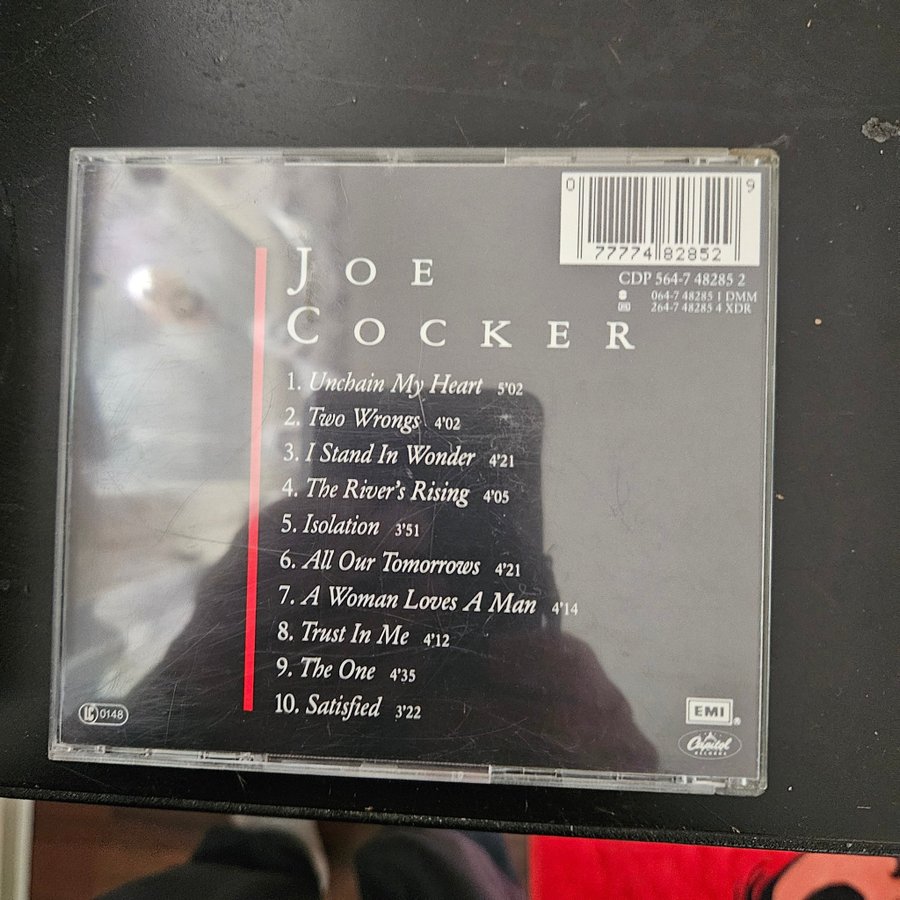 0 9
77774 82852
CDP 564-7 48285 2
064-7 48285 1 DMM
264-7 48285 4 XDR
JOE
COCKER
1. Unchain My Heart 5'02
2. Two Wrongs 4'02
3. I Stand In Wonder 4'21
4. The River's Rising 4'05
5. Isolation 3'51
6. All Our Tomorrows 4'21
7. A Woman Loves A Man 4'14
8. Trust In Me 4'12
9. The One 4'35
10. Satisfied 3'22
LC 0148
EMI ®
Capitol
RECORDS